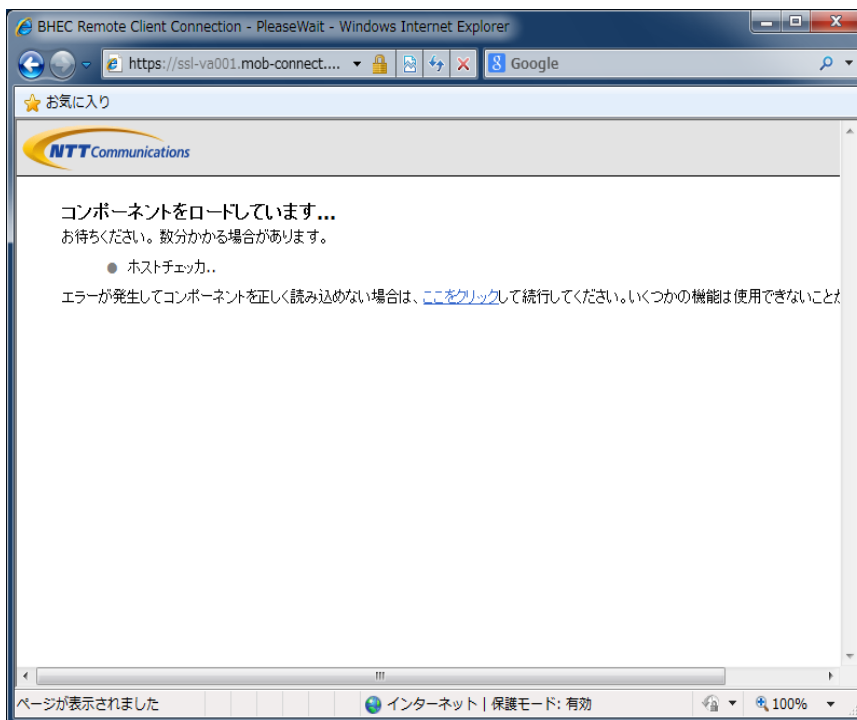 BHEC Remote Client Connection - PleaseWait - Windows Internet Explorer
https://ssl-va001.mob-connect.... Google
お気に入り
NTT Communications
コンポーネントをロードしています...
お待ちください。数分かかる場合があります。
● ホストチェッカ..
エラーが発生してコンポーネントを正しく読み込めない場合は、ここをクリックして続行してください。いくつかの機能は使用できないことが
ページが表示されました インターネット | 保護モード: 有効 100%